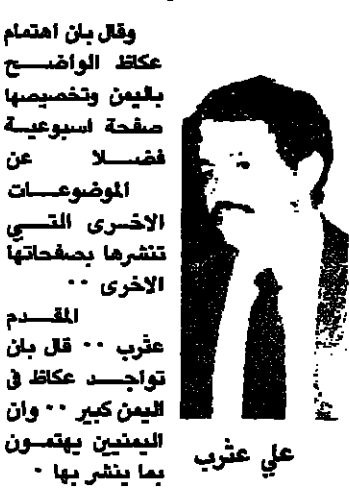 وقال بان اهتمام
عكاظ الواضح
باليمن وتخصيصها
صفحة اسبوعية
فضلا عن
الموضوعات
الاخرى التي
تنشرها بصفحاتها
الاخرى ..
المقدم
عثرب .. قال بان
تواجد عكاظ في
اليمن كبير .. وان
اليمنيين يهتمون
بما ينشر بها .
علي عثرب